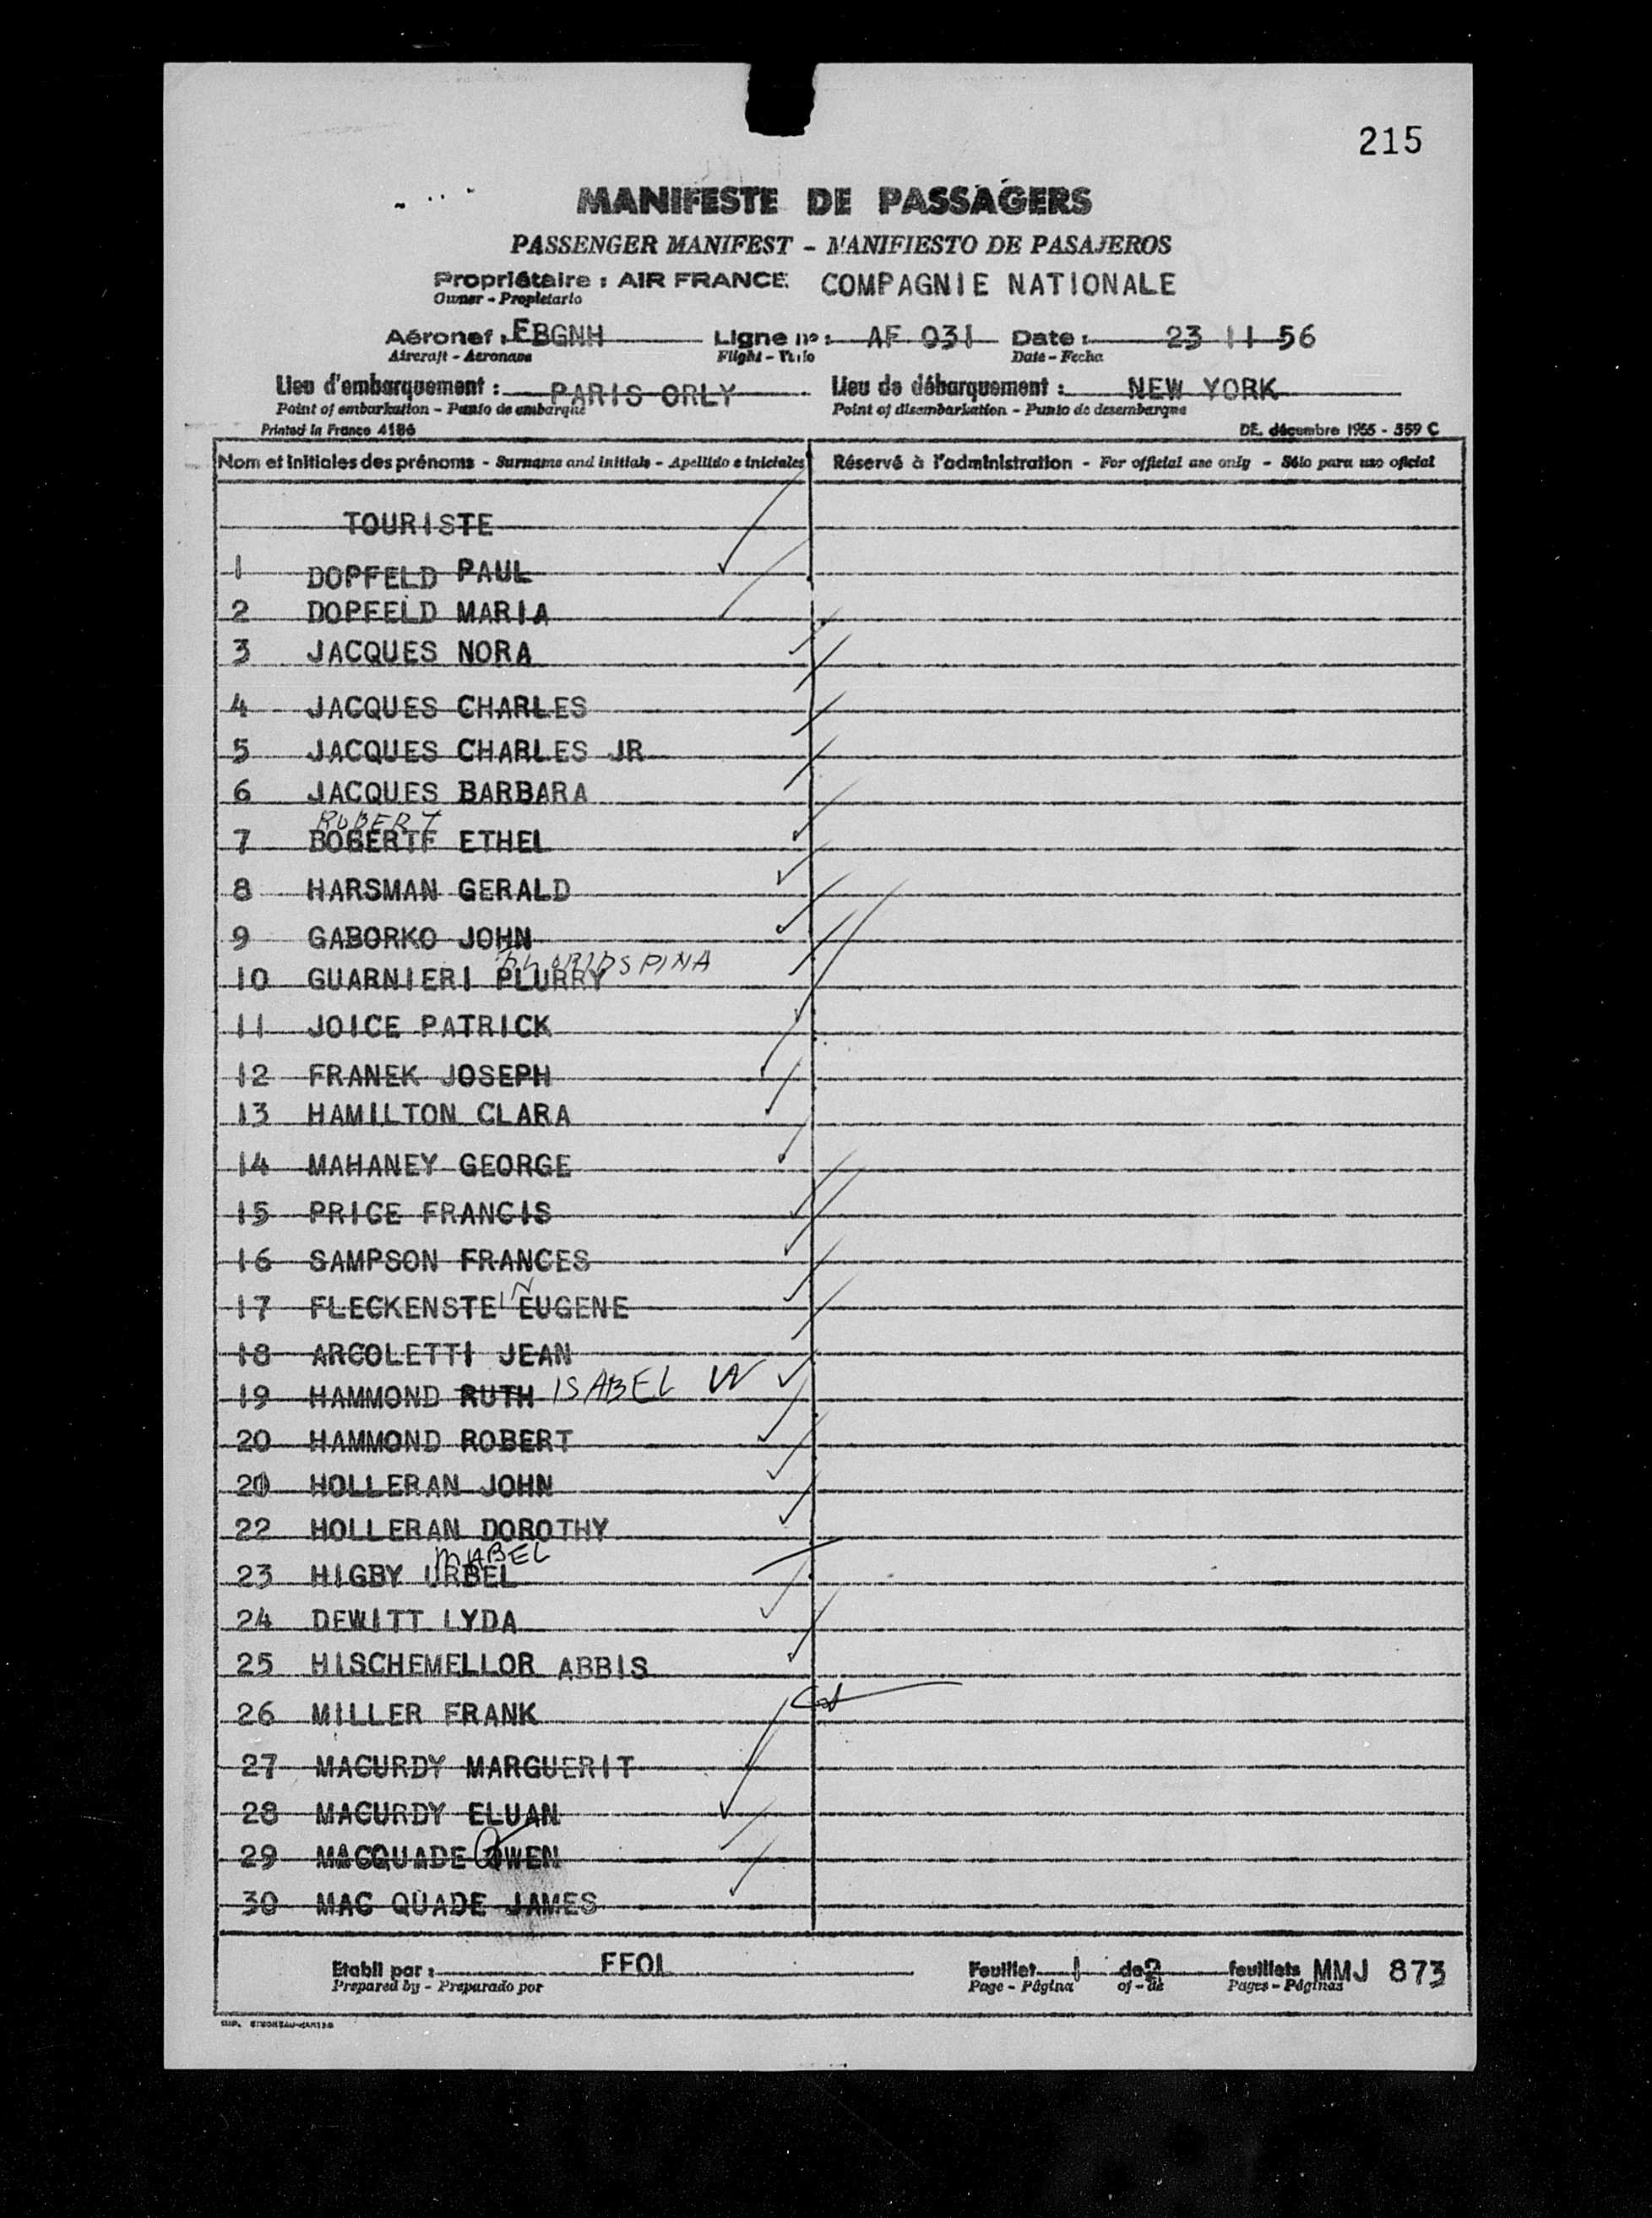 215
MANIFESTE DE PASSAGERS
PASSENGER MANIFEST - MANIFIESTO DE PASAJEROS
Propriétaire : AIR FRANCE COMPAGNIE NATIONALE
Owner - Propietario
Aéronef : FBGNH Ligne no : AF 031 Date : 23 11 56
Aircraft - Aeronave Flight - Vuelo Date - Fecha
Lieu d'embarquement : PARIS ORLY Lieu de débarquement : NEW YORK
Point of embarkation - Punto de embarque Point of disembarkation - Punto de desembarque
Printed in France 4186 DE. décembre 1955 - 359 C
Nom et initiales des prénoms - Surname and initials - Apellido e iniciales Réservé à l'administration - For official use only - Sólo para uso oficial
TOURISTE
1 DOPFELD PAUL
2 DOPFELD MARIA
3 JACQUES NORA
4 JACQUES CHARLES
5 JACQUES CHARLES JR
6 JACQUES BARBARA
ROBERT
7 BOBERTF ETHEL
8 HARSMAN GERALD
9 GABORKO JOHN
10 GUARNIERI PLURRY
11 JOICE PATRICK
12 FRANEK JOSEPH
13 HAMILTON CLARA
14 MAHANEY GEORGE
15 PRICE FRANCIS
16 SAMPSON FRANCES
17 FLECKENSTEIN EUGENE
18 ARCOLETTI JEAN
19 HAMMOND RUTH ISABEL W
20 HAMMOND ROBERT
20 HOLLERAN JOHN
22 HOLLERAN DOROTHY
MABEL
23 HIGBY URBEL
24 DEWITT LYDA
25 HISCHEMELLOR ABBIS
26 MILLER FRANK
27 MACURDY MARGUERIT
28 MACURDY ELUAN
29 MACQUADE OWEN
30 MAC QUADE JAMES
Etabli par : FFOL Feuillet 1 de 2 feuillets MMJ 873
Prepared by - Preparado por Page - Página of - de Pages - Páginas